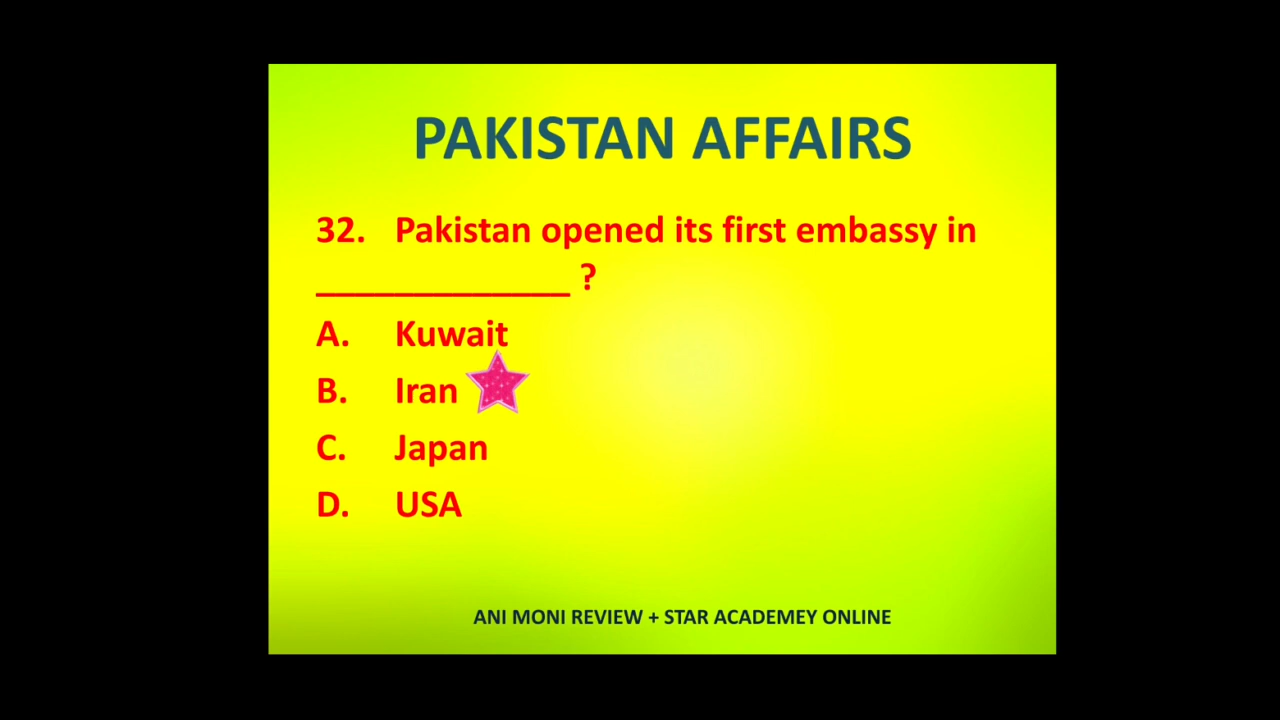 PAKISTAN AFFAIRS
32. Pakistan opened its first embassy in
_____________ ?
A. Kuwait
B. Iran
C. Japan
D. USA
ANI MONI REVIEW + STAR ACADEMEY ONLINE